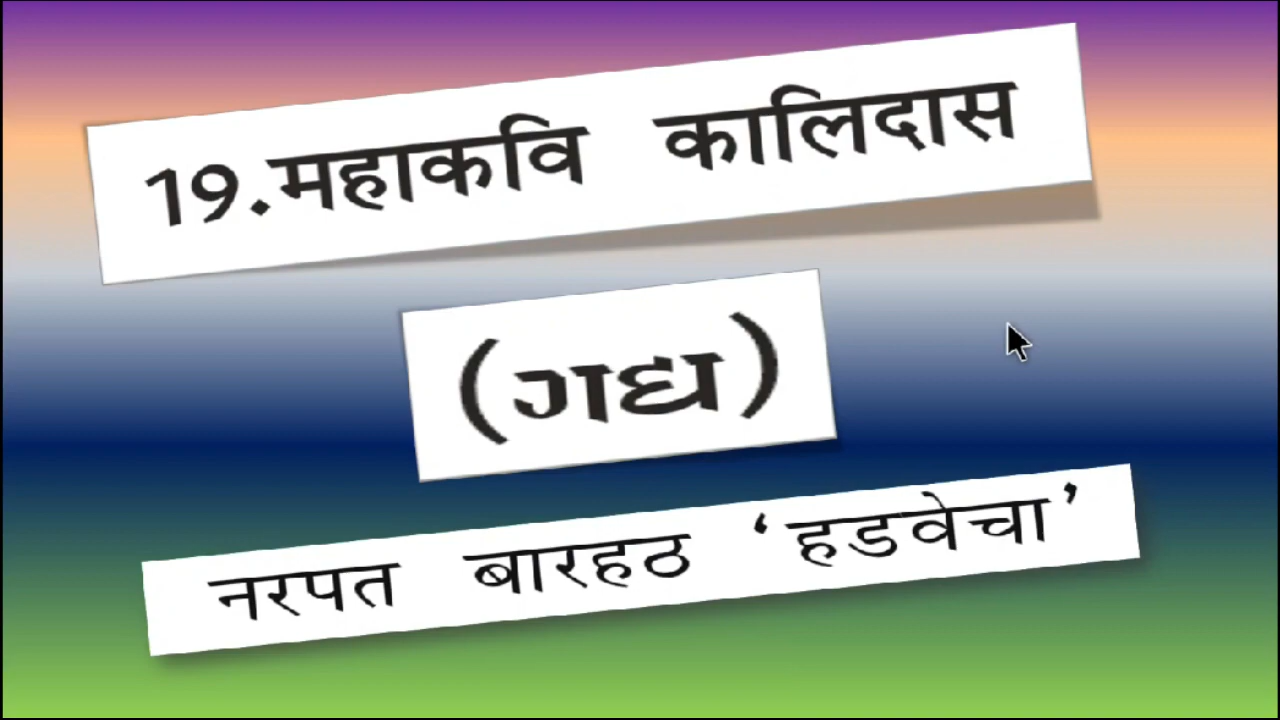 19.महाकवि कालिदास
(गद्य)
नरपत बारहठ ‘हडवेचा’